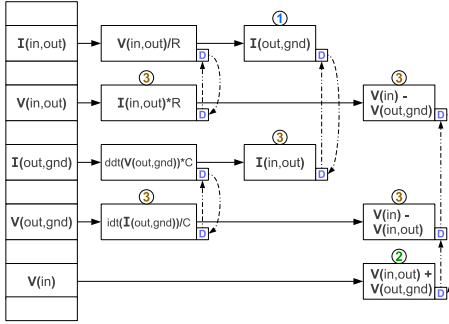 1
I(in,out)
V(in,out)/R
D
I(out,gnd)
D
3
V(in,out)
I(in,out)*R
D
3
V(in) -
V(out,gnd)
D
3
I(out,gnd)
ddt(V(out,gnd))*C
D
I(in,out)
D
3
V(out,gnd)
idt(I(out,gnd))/C
D
3
V(in) -
V(in,out)
D
2
V(in)
V(in,out) +
V(out,gnd)
D